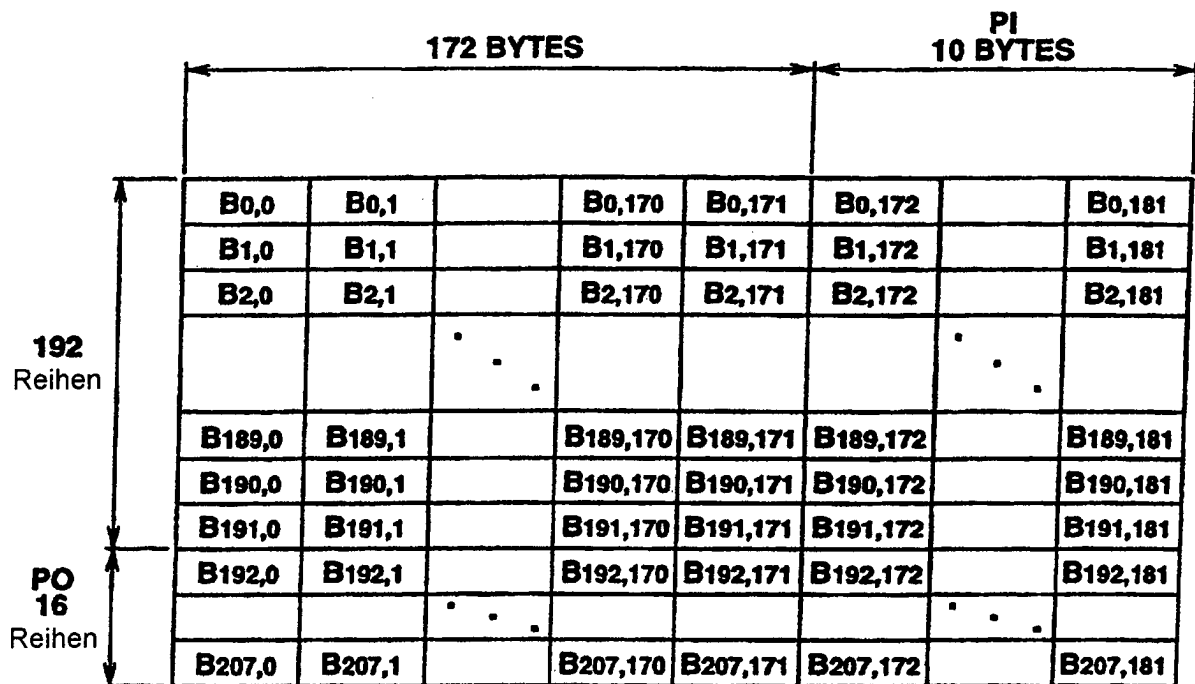 PI
172 BYTES 10 BYTES
B0,0 B0,1 B0,170 B0,171 B0,172 B0,181
B1,0 B1,1 B1,170 B1,171 B1,172 B1,181
B2,0 B2,1 B2,170 B2,171 B2,172 B2,181
192
Reihen
B189,0 B189,1 B189,170 B189,171 B189,172 B189,181
B190,0 B190,1 B190,170 B190,171 B190,172 B190,181
B191,0 B191,1 B191,170 B191,171 B191,172 B191,181
PO
16
Reihen
B192,0 B192,1 B192,170 B192,171 B192,172 B192,181
B207,0 B207,1 B207,170 B207,171 B207,172 B207,181